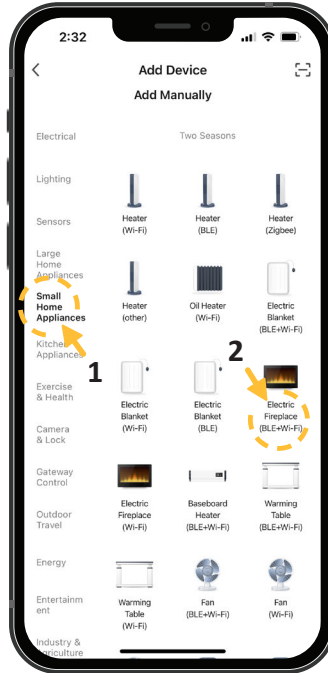 2:32
Add Device
Add Manually
Electrical
Lighting
Sensors
Large
Home
Appliances
Small
Home
Appliances
1
Kitchen
Appliances
Exercise
& Health
Camera
& Lock
Gateway
Control
Outdoor
Travel
Energy
Entertainm
ent
Industry &
Agriculture
Two Seasons
Heater
(Wi-Fi)
Heater
(BLE)
Heater
(Zigbee)
Heater
(other)
Oil Heater
(Wi-Fi)
Electric
Blanket
(BLE+Wi-Fi)
2
Electric
Blanket
(Wi-Fi)
Electric
Blanket
(BLE)
Electric
Fireplace
(BLE+Wi-Fi)
Electric
Fireplace
(Wi-Fi)
Baseboard
Heater
(BLE+Wi-Fi)
Warming
Table
(BLE+Wi-Fi)
Warming
Table
(Wi-Fi)
Fan
(BLE+Wi-Fi)
Fan
(Wi-Fi)